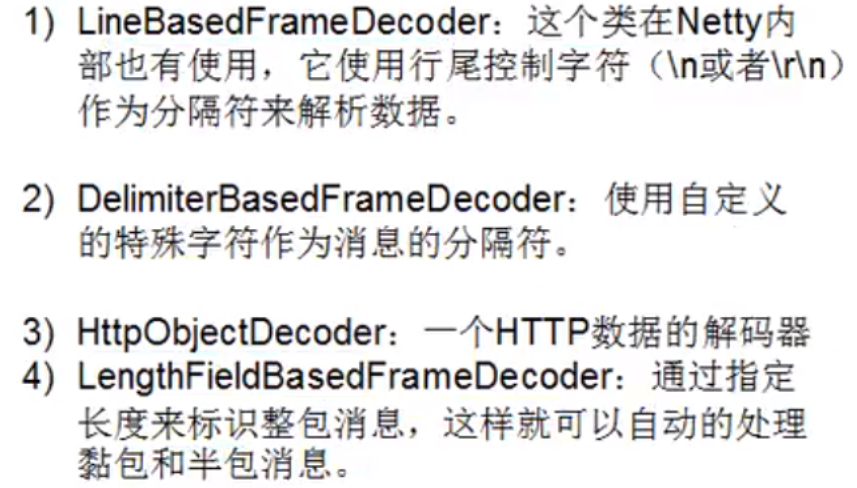 1) LineBasedFrameDecoder：这个类在Netty内
部也有使用，它使用行尾控制字符（\n或者\r\n）
作为分隔符来解析数据。
2) DelimiterBasedFrameDecoder：使用自定义
的特殊字符作为消息的分隔符。
3) HttpObjectDecoder：一个HTTP数据的解码器
4) LengthFieldBasedFrameDecoder：通过指定
长度来标识整包消息，这样就可以自动的处理
黏包和半包消息。